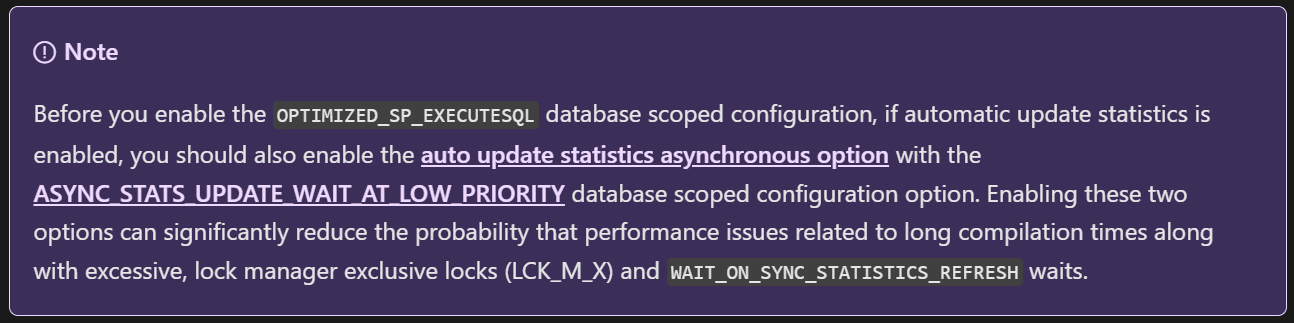 Note
Before you enable the OPTIMIZED_SP_EXECUTESQL database scoped configuration, if automatic update statistics is
enabled, you should also enable the auto update statistics asynchronous option with the
ASYNC_STATS_UPDATE_WAIT_AT_LOW_PRIORITY database scoped configuration option. Enabling these two
options can significantly reduce the probability that performance issues related to long compilation times along
with excessive, lock manager exclusive locks (LCK_M_X) and WAIT_ON_SYNC_STATISTICS_REFRESH waits.